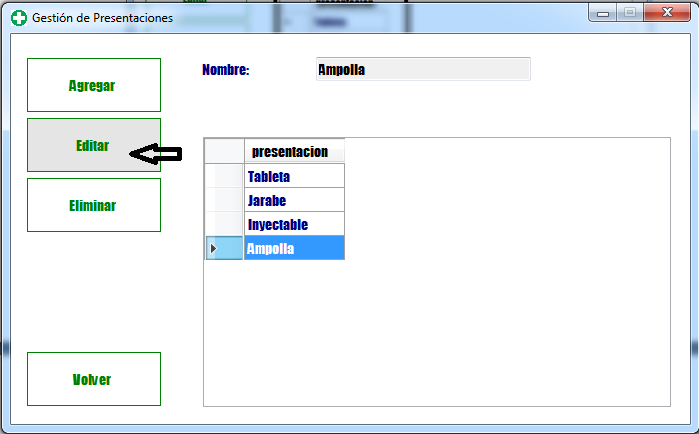 Gestión de Presentaciones
Agregar
Nombre: Ampolla
Editar
presentacion
Tableta
Jarabe
Eliminar
Inyectable
Ampolla
Volver